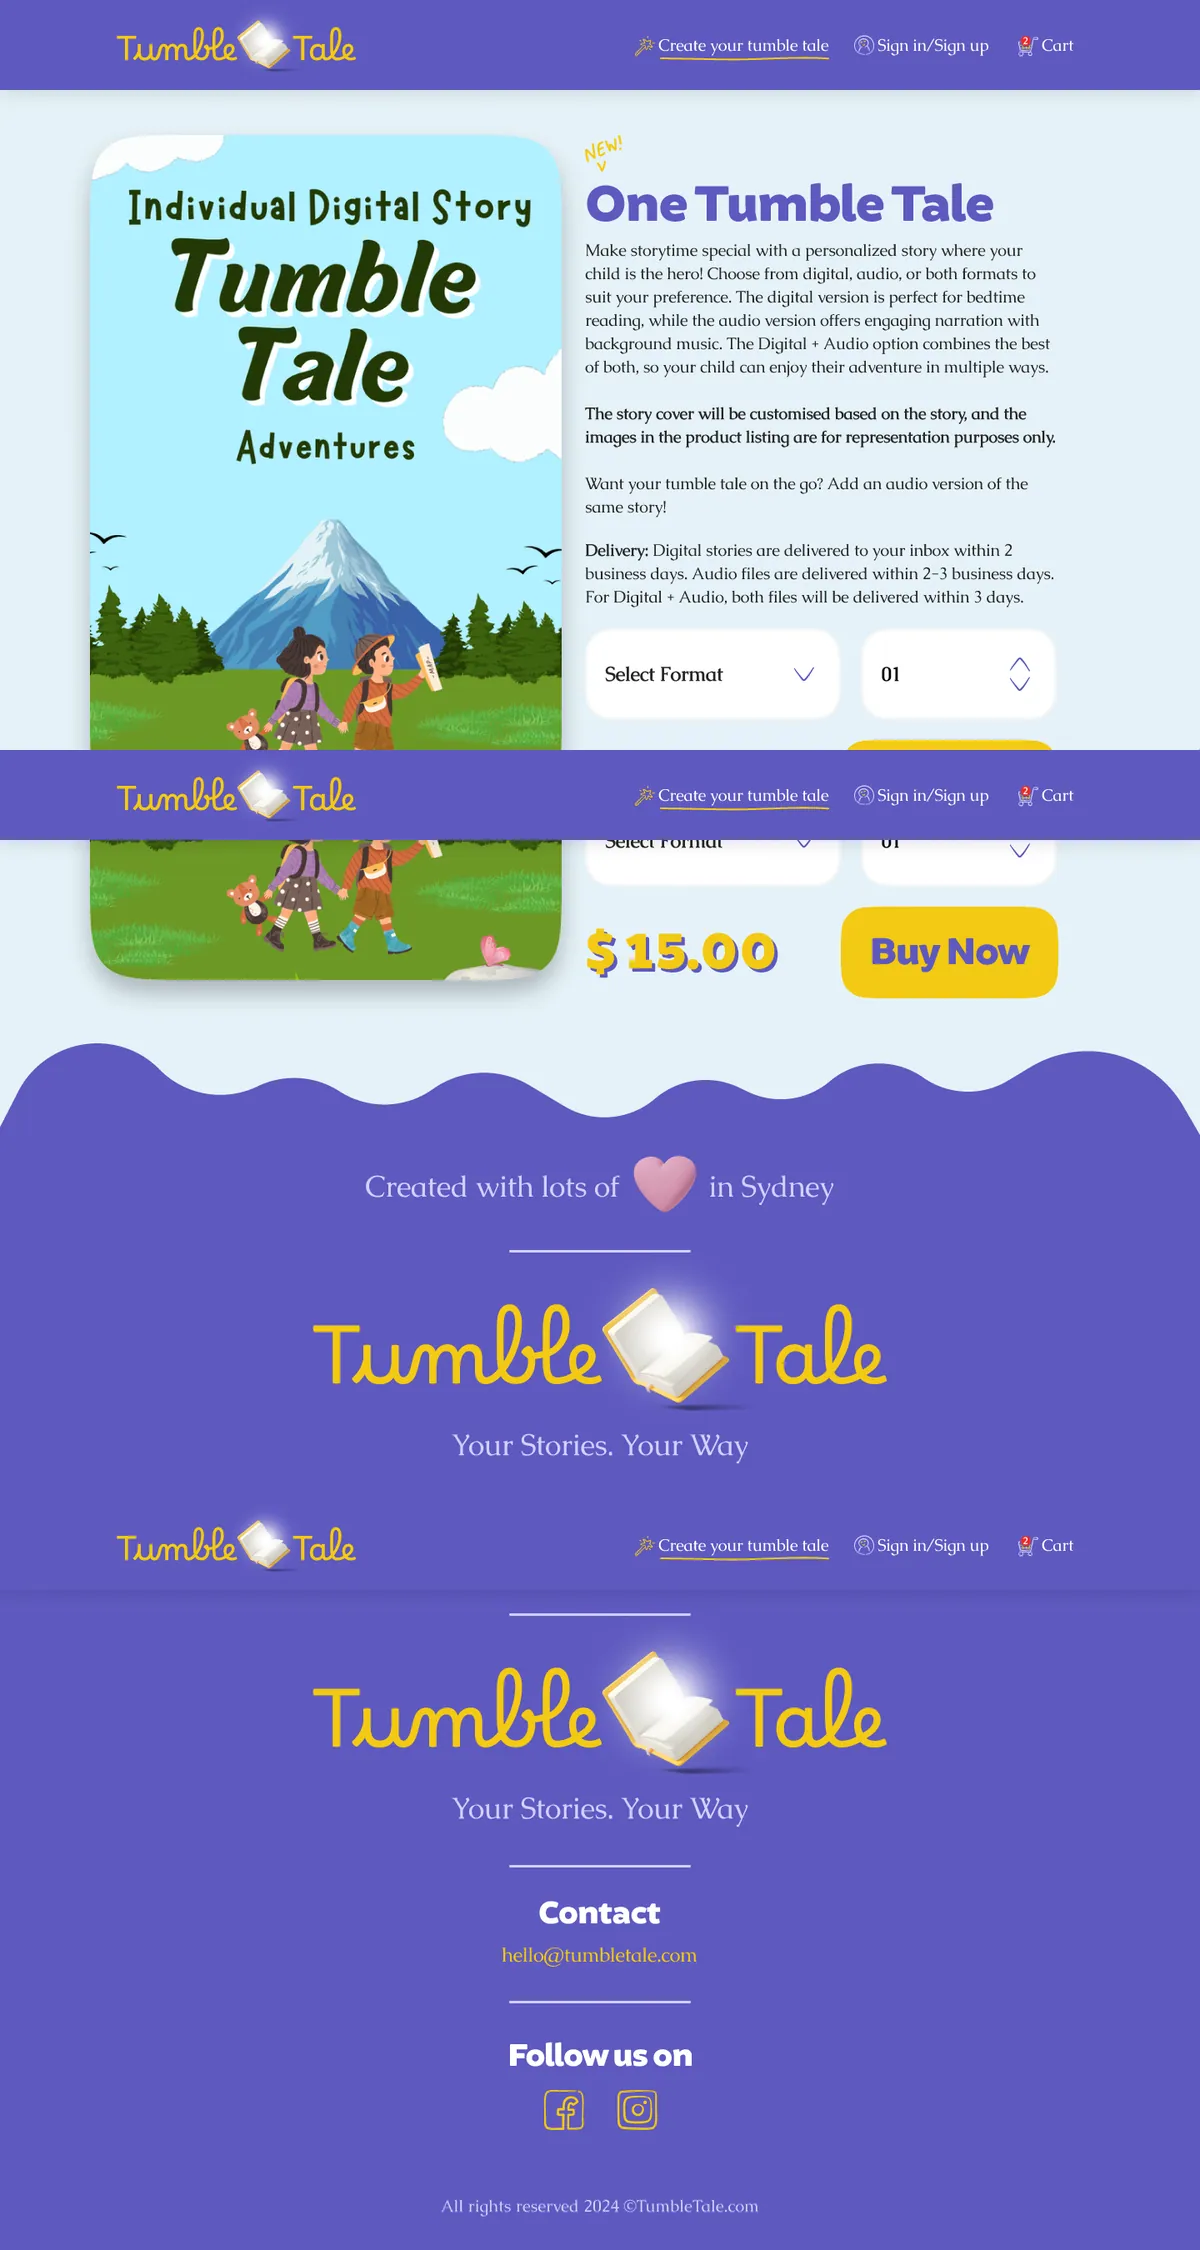 Tumble Tale
Create your tumble tale
Sign in/Sign up
2
Cart
Individual Digital Story
Tumble
Tale
Adventures
NEW!
One Tumble Tale
Make storytime special with a personalized story where your
child is the hero! Choose from digital, audio, or both formats to
suit your preference. The digital version is perfect for bedtime
reading, while the audio version offers engaging narration with
background music. The Digital + Audio option combines the best
of both, so your child can enjoy their adventure in multiple ways.
The story cover will be customised based on the story, and the
images in the product listing are for representation purposes only.
Want your tumble tale on the go? Add an audio version of the
same story!
Delivery: Digital stories are delivered to your inbox within 2
business days. Audio files are delivered within 2-3 business days.
For Digital + Audio, both files will be delivered within 3 days.
Select Format
01
Tumble Tale
Create your tumble tale
Sign in/Sign up
2
Cart
Select Format
01
$ 15.00
Buy Now
Created with lots of
in Sydney
Tumble Tale
Your Stories. Your Way
Tumble Tale
Create your tumble tale
Sign in/Sign up
2
Cart
Tumble Tale
Your Stories. Your Way
Contact
hello@tumbletale.com
Follow us on
All rights reserved 2024 ©TumbleTale.com